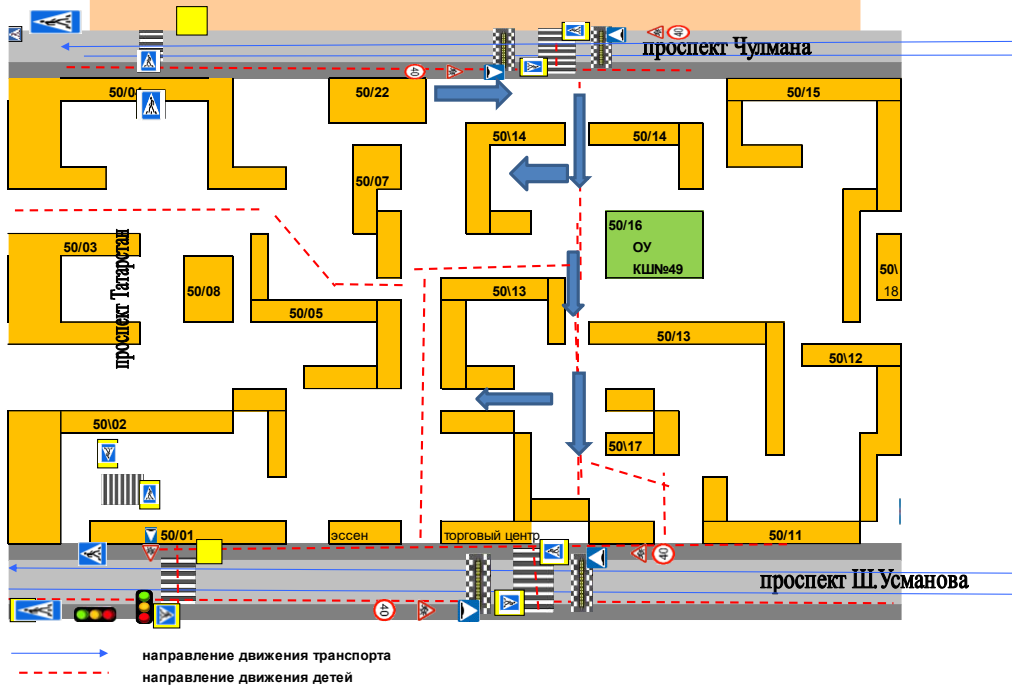 40
проспект Чулмана
40
50/04
50/22
50/15
50\14
50/14
50/07
50/16
ОУ
КШ№49
50/03
проспект Татарстан
50/08
50\13
50\
18
50/05
50/13
50\12
50\02
50\17
50/01
эссен
торговый центр
50/11
40
проспект Ш.Усманова
40
направление движения транспорта
направление движения детей